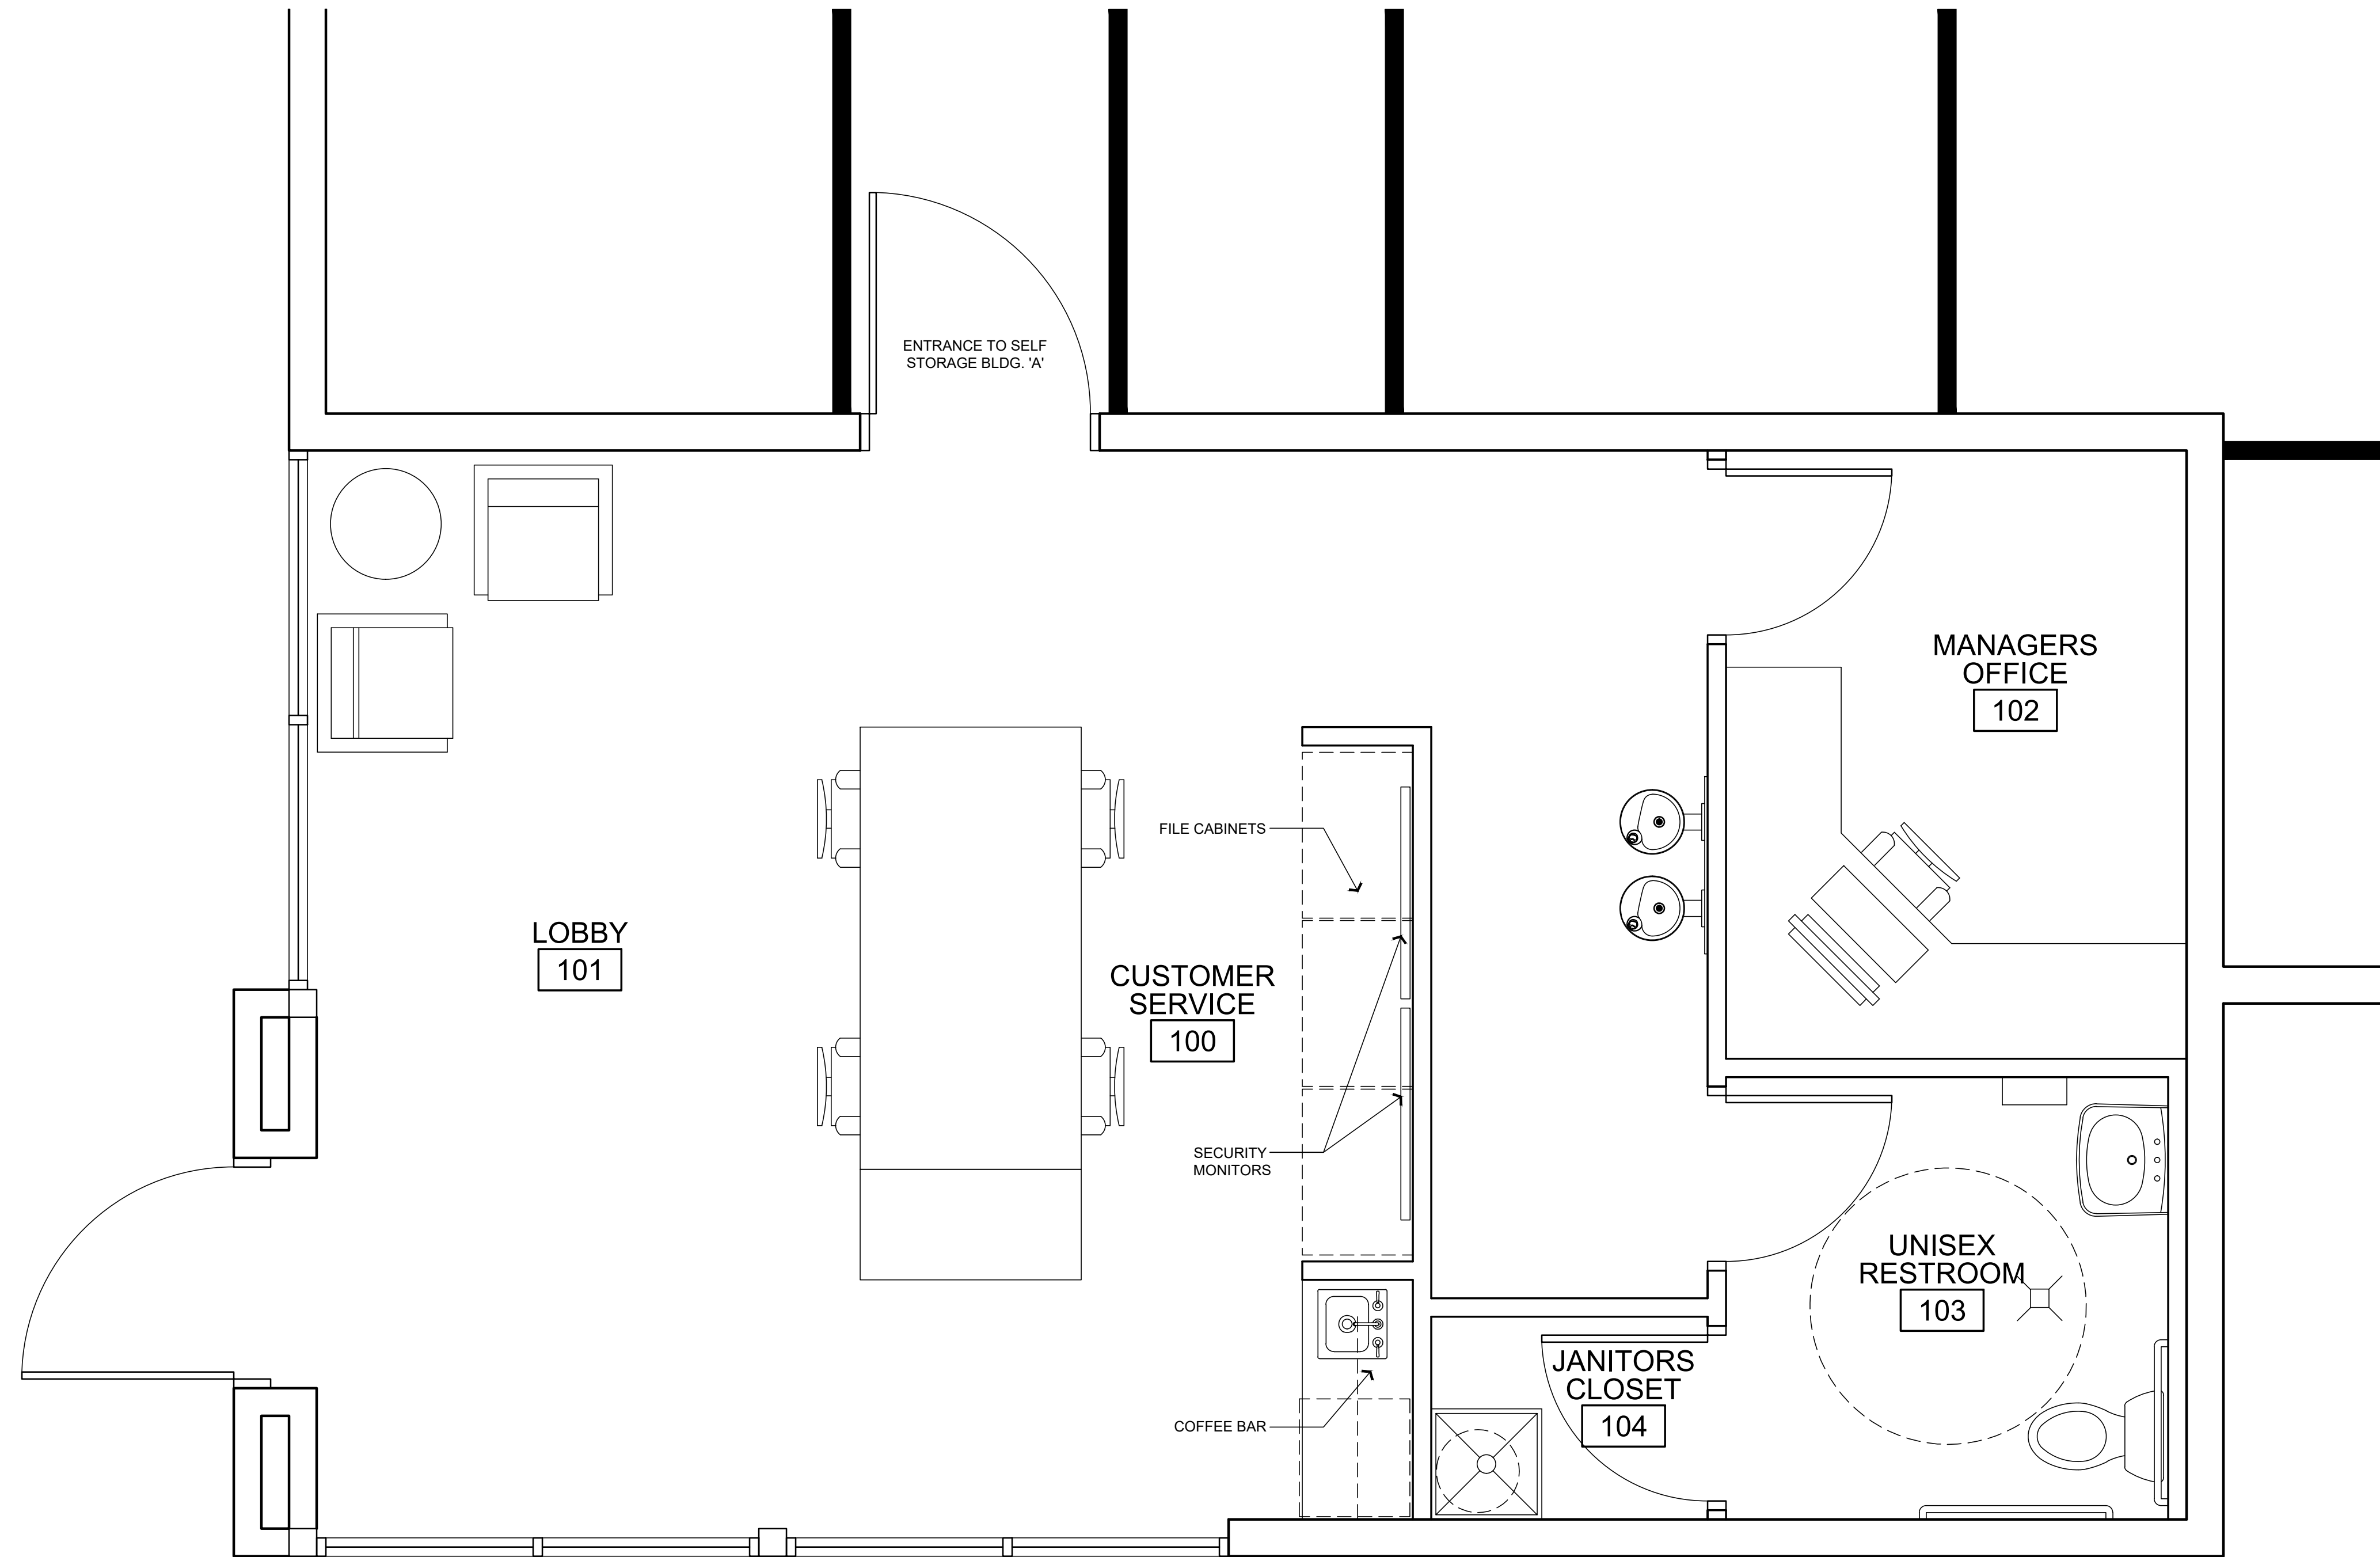 ENTRANCE TO SELF
STORAGE BLDG. 'A'
MANAGERS
OFFICE
102
FILE CABINETS
LOBBY
101
CUSTOMER
SERVICE
100
SECURITY
MONITORS
UNISEX
RESTROOM
103
JANITORS
CLOSET
104
COFFEE BAR